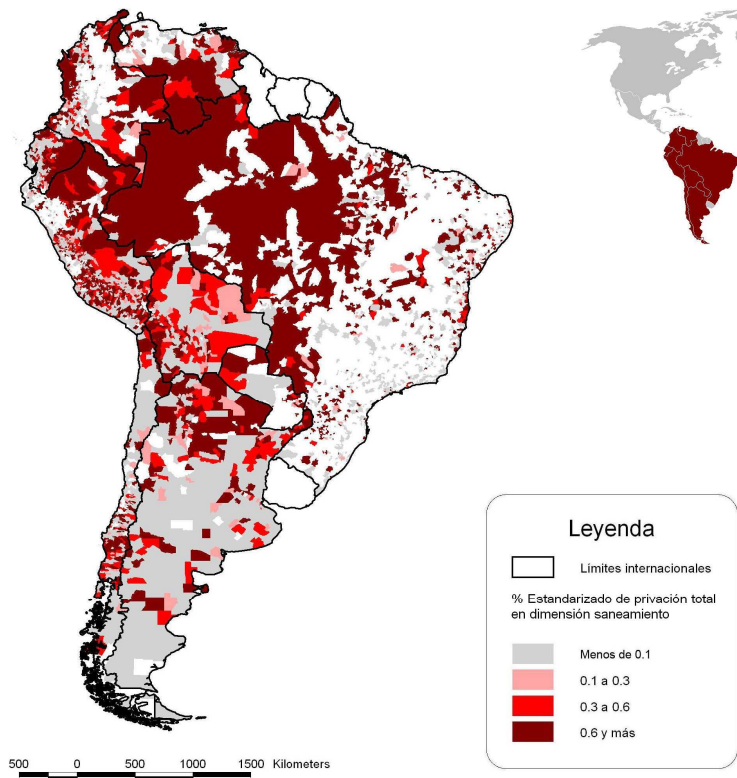 Leyenda
Límites internacionales
% Estandarizado de privación total
en dimensión saneamiento
Menos de 0.1
0.1 a 0.3
0.3 a 0.6
0.6 y más
500 0 500 1000 1500 Kilometers